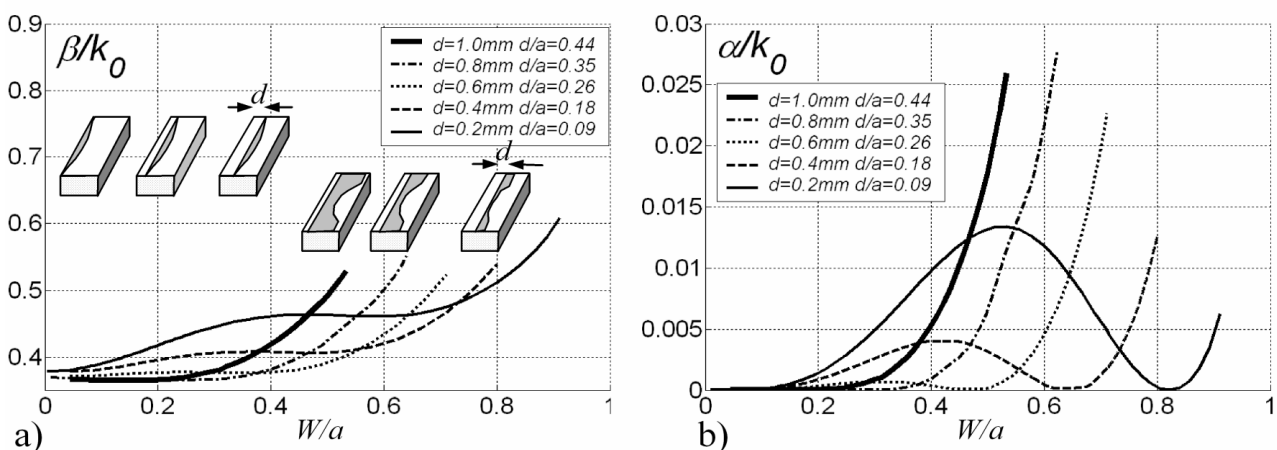 0.9
0.8
0.7
0.6
0.5
0.4
β/k0
d
d
d=1.0mm d/a=0.44
d=0.8mm d/a=0.35
d=0.6mm d/a=0.26
d=0.4mm d/a=0.18
d=0.2mm d/a=0.09
0 0.2 0.4 0.6 0.8 1
W/a
a)
0.03
0.025
0.02
0.015
0.01
0.005
0
α/k0
d=1.0mm d/a=0.44
d=0.8mm d/a=0.35
d=0.6mm d/a=0.26
d=0.4mm d/a=0.18
d=0.2mm d/a=0.09
0 0.2 0.4 0.6 0.8 1
W/a
b)